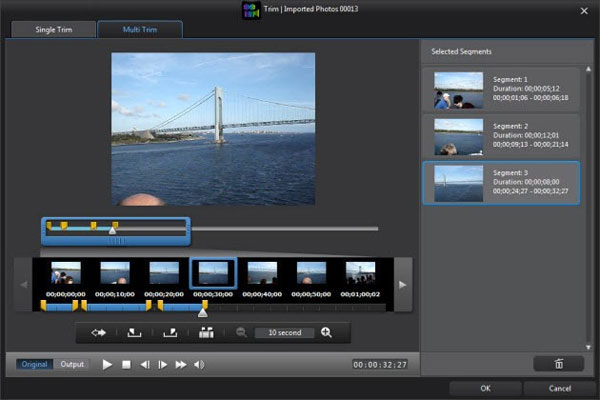 Trim | Imported Photos 00013
Single Trim
Multi Trim
Selected Segments
Segment: 1
Duration: 00;00;05;12
00;00;01;06 - 00;00;06;18
Segment: 2
Duration: 00;00;12;01
00;00;09;13 - 00;00;21;14
Segment: 3
Duration: 00;00;08;00
00;00;24;27 - 00;00;32;27
00;00;00;00
00;00;10;00
00;00;20;00
00;00;30;00
00;00;40;00
00;00;50;00
00;01;00;02
10 second
Original
Output
00:00:32:27
OK
Cancel